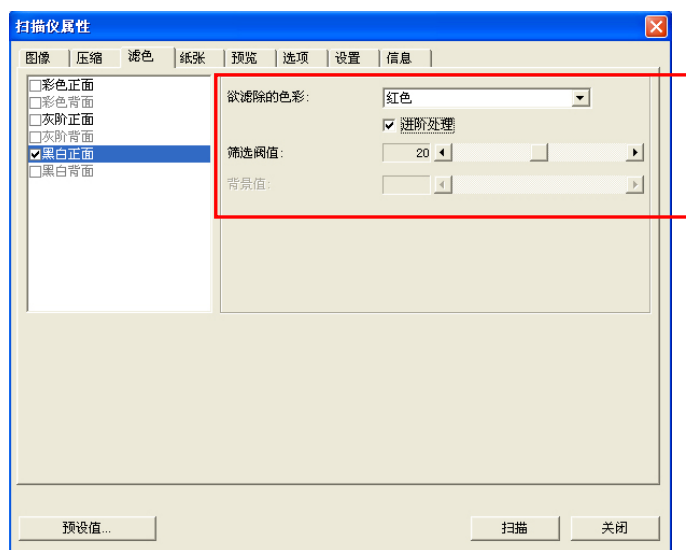 扫描仪属性
图像 压缩 滤色 纸张 预览 选项 设置 信息
彩色正面
彩色背面
灰阶正面
灰阶背面
黑白正面
黑白背面
欲滤除的色彩: 红色
进阶处理
筛选阀值: 20
背景值:
预设值... 扫描 关闭